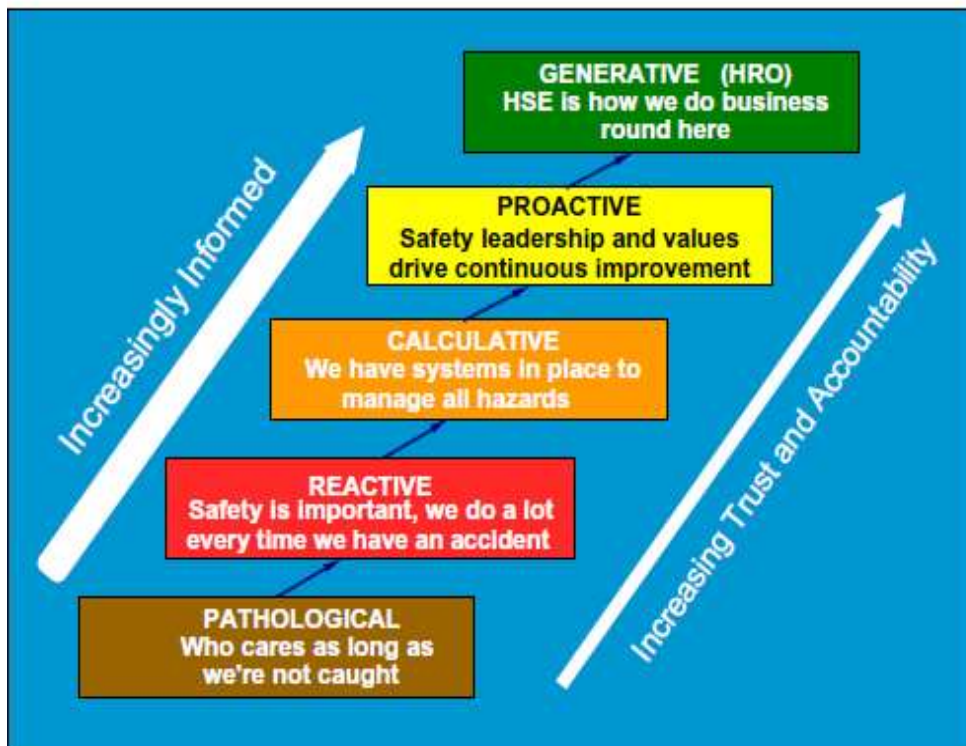 GENERATIVE (HRO)
HSE is how we do business
round here
PROACTIVE
Safety leadership and values
drive continuous improvement
CALCULATIVE
We have systems in place to
manage all hazards
REACTIVE
Safety is important, we do a lot
every time we have an accident
PATHOLOGICAL
Who cares as long as
we're not caught
Increasingly Informed
Increasing Trust and Accountability